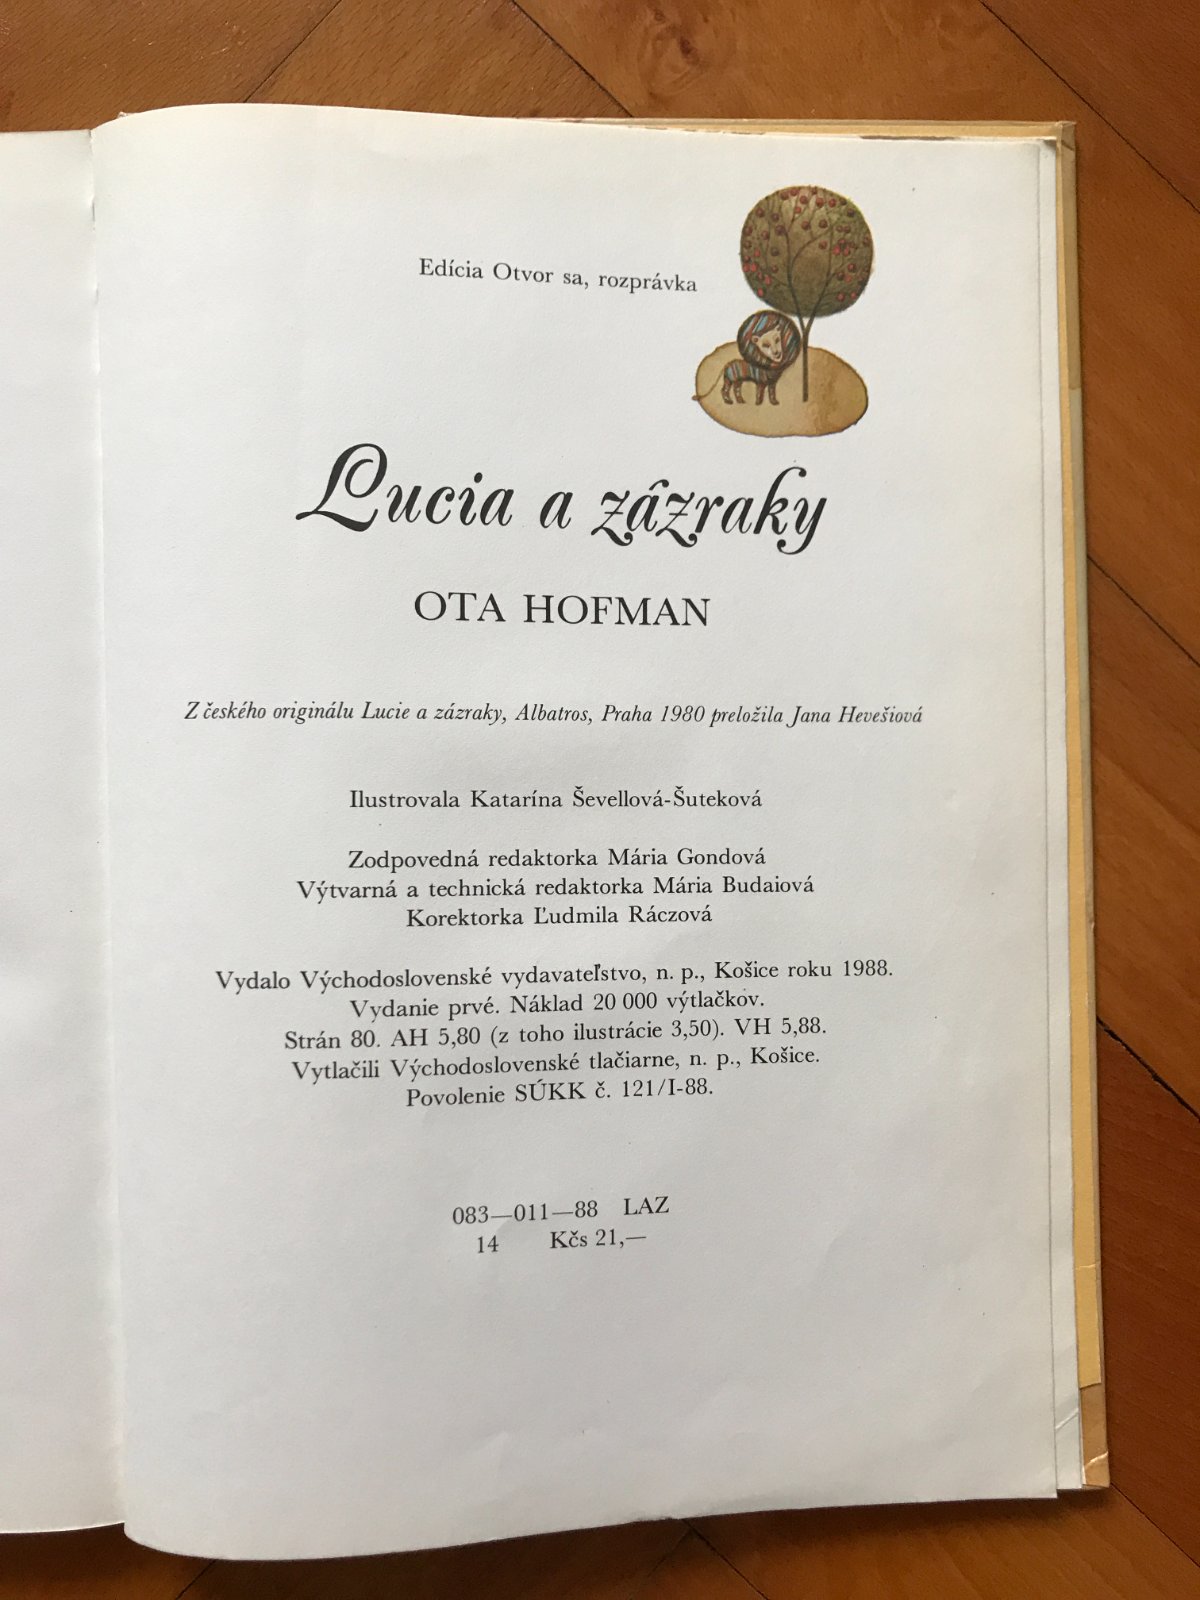 Edícia Otvor sa, rozprávka
Lucia a zázraky
OTA HOFMAN
Z českého originálu Lucie a zázraky, Albatros, Praha 1980 preložila Jana Hevešiová
Ilustrovala Katarína Ševellová-Šuteková
Zodpovedná redaktorka Mária Gondová
Výtvarná a technická redaktorka Mária Budaiová
Korektorka Ľudmila Ráczová
Vydalo Východoslovenské vydavateľstvo, n. p., Košice roku 1988.
Vydanie prvé. Náklad 20 000 výtlačkov.
Strán 80. AH 5,80 (z toho ilustrácie 3,50). VH 5,88.
Vytlačili Východoslovenské tlačiarne, n. p., Košice.
Povolenie SÚKK č. 121/I-88.
083—011—88 LAZ
14 Kčs 21,—